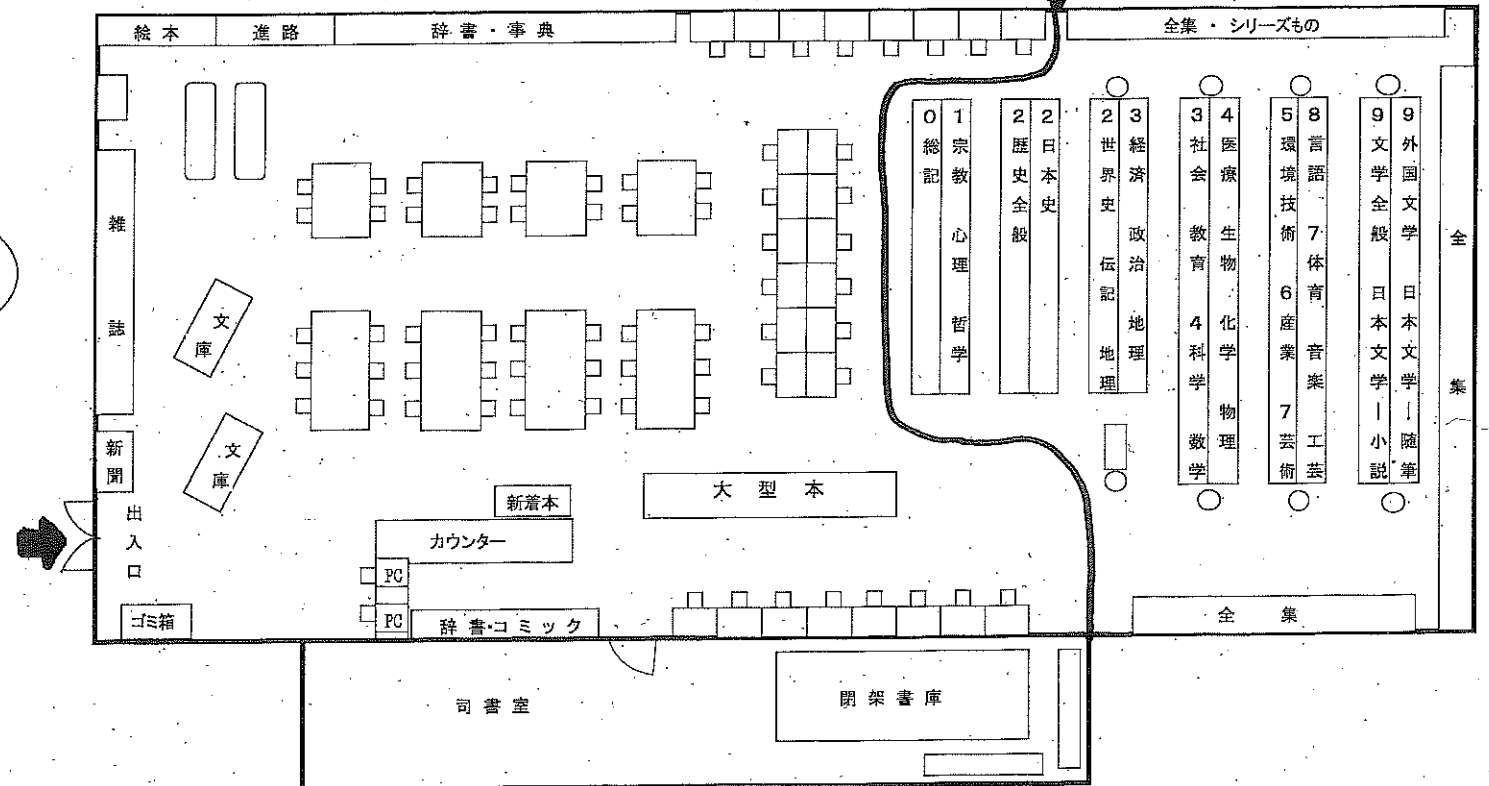 絵本
進路
辞書・事典
全集・シリーズもの
雑誌
文庫
文庫
新聞
出入口
ゴミ箱
新着本
カウンター
PC
PC
辞書・コミック
大型本
0総記
1宗教 心理 哲学
2歴史全般
2日本史
2世界史 伝記 地理
3経済 政治 地理
3社会 教育 4科学 数学
4医療 生物 化学 物理
5環境技術 6産業 7芸術
8言語 7体育 音楽 工芸
9文学全般 日本文学ー小説
9外国文学 日本文学ー随筆
全集
全集
司書室
閉架書庫